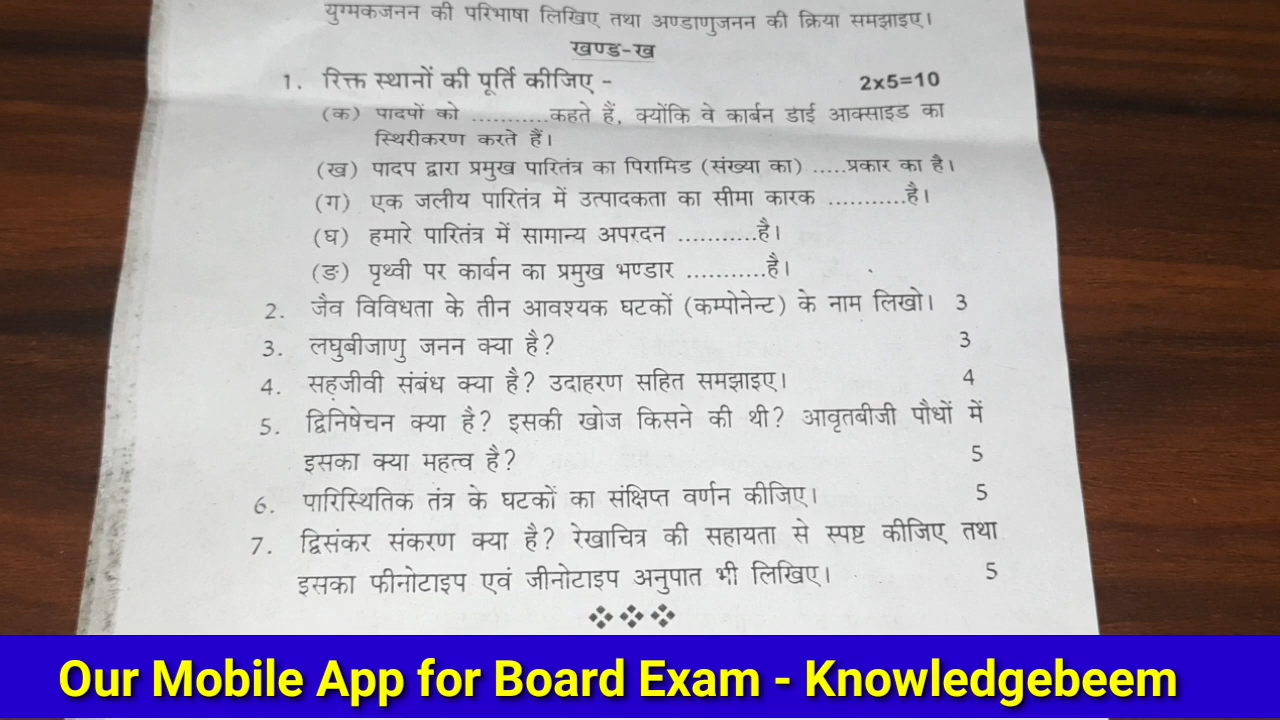 युग्मकजनन की परिभाषा लिखिए तथा अण्डाणुजनन की क्रिया समझाइए।
खण्ड-ख
1. रिक्त स्थानों की पूर्ति कीजिए - 2x5=10
(क) पादपों को ...........कहते हैं, क्योंकि वे कार्बन डाई आक्साइड का
स्थिरीकरण करते हैं।
(ख) पादप द्वारा प्रमुख पारितंत्र का पिरामिड (संख्या का) .....प्रकार का है।
(ग) एक जलीय पारितंत्र में उत्पादकता का सीमा कारक ...........है।
(घ) हमारे पारितंत्र में सामान्य अपरदन ...........है।
(ङ) पृथ्वी पर कार्बन का प्रमुख भण्डार ...........है।
2. जैव विविधता के तीन आवश्यक घटकों (कम्पोनेन्ट) के नाम लिखो। 3
3. लघुबीजाणु जनन क्या है? 3
4. सहजीवी संबंध क्या है? उदाहरण सहित समझाइए। 4
5. द्विनिषेचन क्या है? इसकी खोज किसने की थी? आवृतबीजी पौधों में
इसका क्या महत्व है? 5
6. पारिस्थितिक तंत्र के घटकों का संक्षिप्त वर्णन कीजिए। 5
7. द्विसंकर संकरण क्या है? रेखाचित्र की सहायता से स्पष्ट कीजिए तथा
इसका फीनोटाइप एवं जीनोटाइप अनुपात भी लिखिए। 5
Our Mobile App for Board Exam - Knowledgebeem